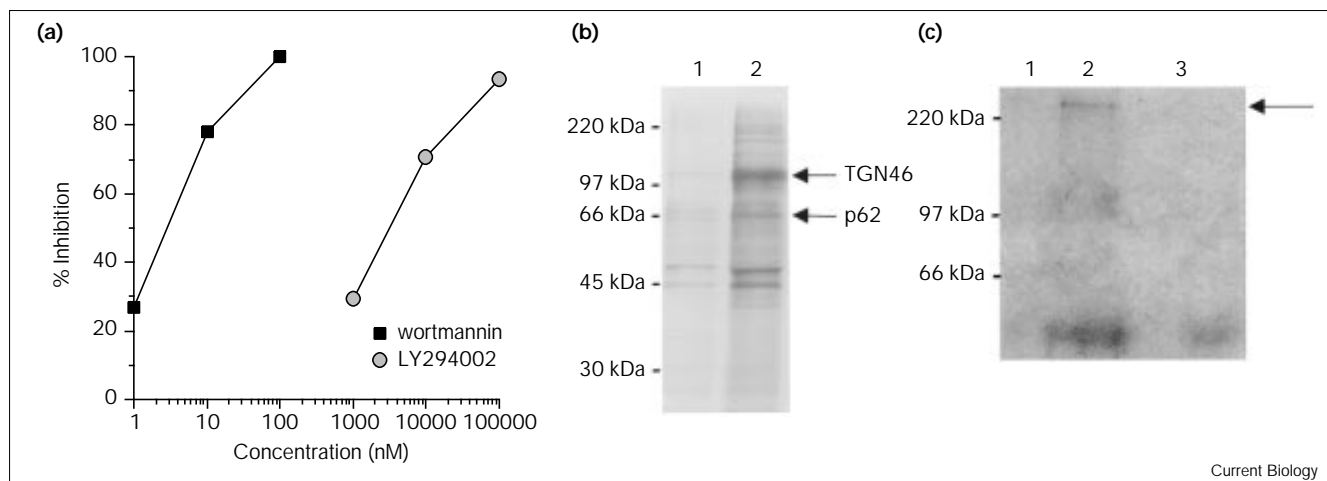 (a)
100
80
60
40
20
0
% Inhibition
1 10 100 1000 10000 100000
Concentration (nM)
wortmannin
LY294002
(b)
1 2
220 kDa
97 kDa
66 kDa
45 kDa
30 kDa
TGN46
p62
(c)
1 2 3
220 kDa
97 kDa
66 kDa
Current Biology